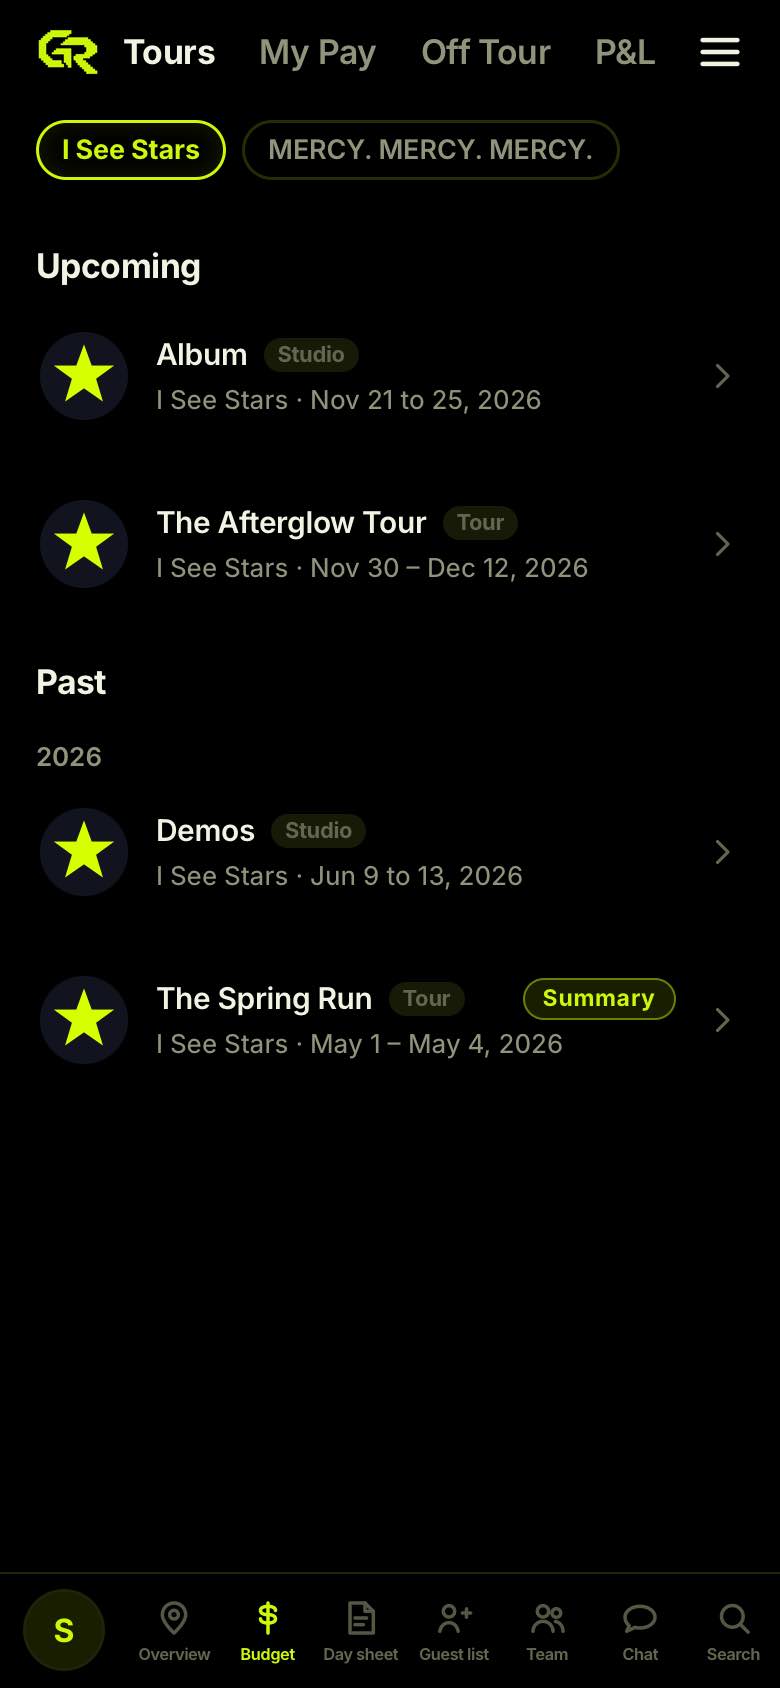 GR Tours My Pay Off Tour P&L
I See Stars MERCY. MERCY. MERCY.
Upcoming
Album Studio
I See Stars · Nov 21 to 25, 2026
The Afterglow Tour Tour
I See Stars · Nov 30 – Dec 12, 2026
Past
2026
Demos Studio
I See Stars · Jun 9 to 13, 2026
The Spring Run Tour Summary
I See Stars · May 1 – May 4, 2026
S Overview Budget Day sheet Guest list Team Chat Search